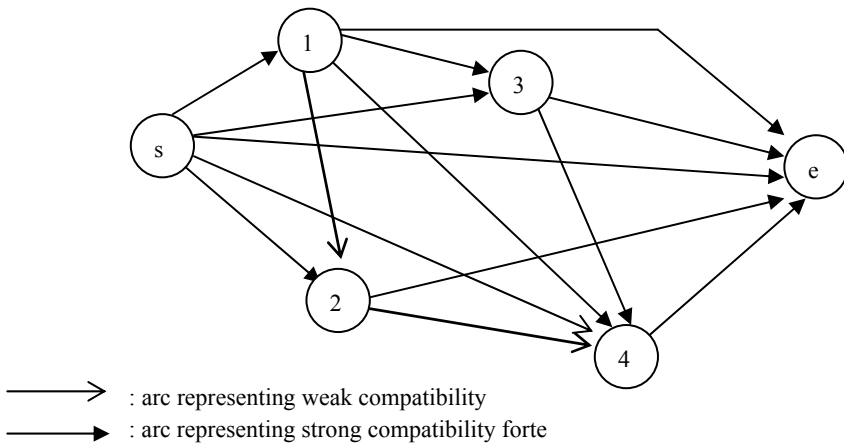 1
3
s
e
2
4
: arc representing weak compatibility
: arc representing strong compatibility forte